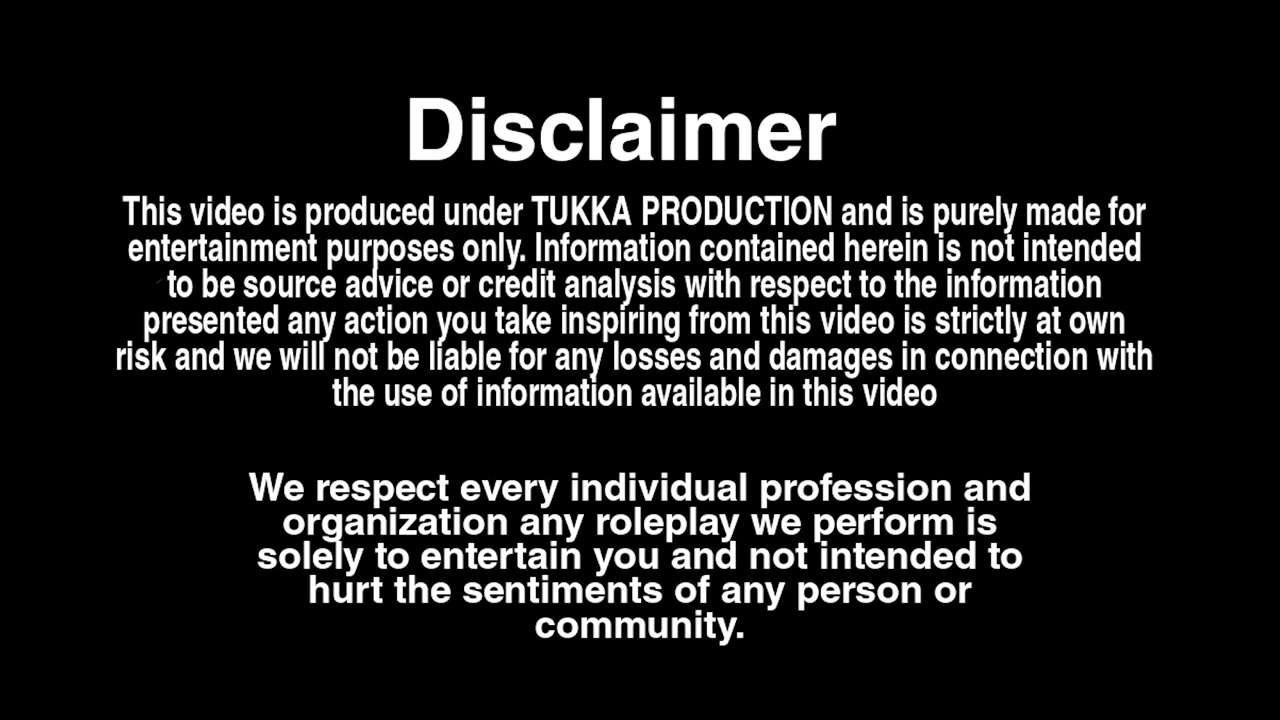 Disclaimer
This video is produced under TUKKA PRODUCTION and is purely made for
entertainment purposes only. Information contained herein is not intended
to be source advice or credit analysis with respect to the information
presented any action you take inspiring from this video is strictly at own
risk and we will not be liable for any losses and damages in connection with
the use of information available in this video
We respect every individual profession and
organization any roleplay we perform is
solely to entertain you and not intended to
hurt the sentiments of any person or
community.